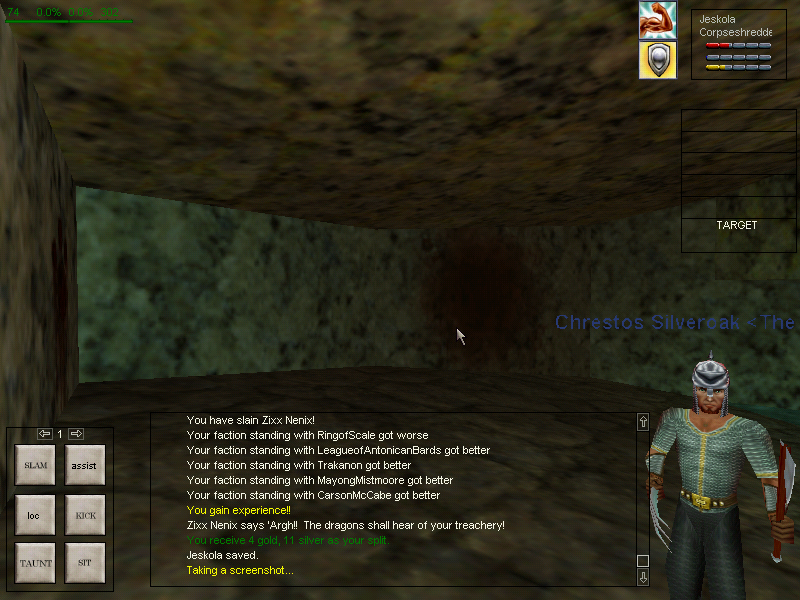 74 0.0% 0.0% 303
Jeskola
Corpseshredde
TARGET
Chrestos Silveroak <The
1
SLAM
assist
loc
KICK
TAUNT
SIT
You have slain Zixx Nenix!
Your faction standing with RingofScale got worse
Your faction standing with LeagueofAntonicanBards got better
Your faction standing with Trakanon got better
Your faction standing with MayongMistmoore got better
Your faction standing with CarsonMcCabe got better
You gain experience!!
Zixx Nenix says 'Argh!! The dragons shall hear of your treachery!
You receive 4 gold, 11 silver as your split.
Jeskola saved.
Taking a screenshot...